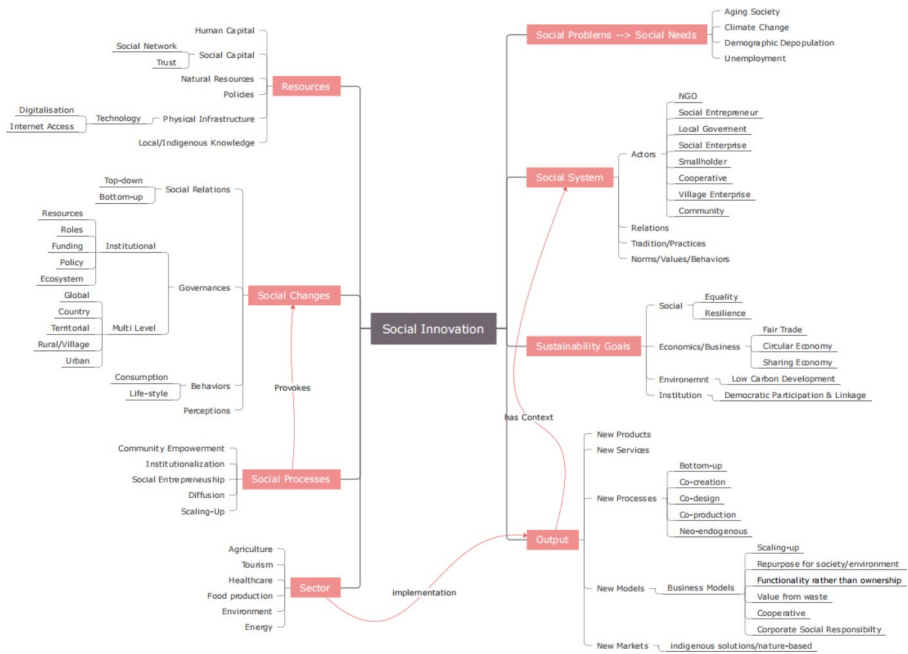 Social Innovation
Resources
Human Capital
Social Capital
Social Network
Trust
Natural Resources
Policies
Physical Infrastructure
Technology
Digitalisation
Internet Access
Local/Indigenous Knowledge
Social Changes
Social Relations
Top-down
Bottom-up
Governances
Institutional
Resources
Roles
Funding
Policy
Ecosystem
Multi Level
Global
Country
Territorial
Rural/Village
Urban
Behaviors
Consumption
Life-style
Perceptions
Provokes
Social Processes
Community Empowerment
Institutionalization
Social Entrepreneurship
Diffusion
Scaling-Up
Sector
Agriculture
Tourism
Healthcare
Food production
Environment
Energy
implementation
Social Problems --> Social Needs
Aging Society
Climate Change
Demographic Depopulation
Unemployment
Social System
Actors
NGO
Social Entrepreneur
Local Goverment
Social Enterprise
Smallholder
Cooperative
Village Enterprise
Community
Relations
Tradition/Practices
Norms/Values/Behaviors
Sustainability Goals
Social
Equality
Resilience
Economics/Business
Fair Trade
Circular Economy
Sharing Economy
Environemnt
Low Carbon Development
Institution
Democratic Participation & Linkage
has Context
Output
New Products
New Services
New Processes
Bottom-up
Co-creation
Co-design
Co-production
Neo-endogenous
New Models
Business Models
Scaling-up
Repurpose for society/environment
Functionality rather than ownership
Value from waste
Cooperative
Corporate Social Responsibilty
New Markets
indigenous solutions/nature-based